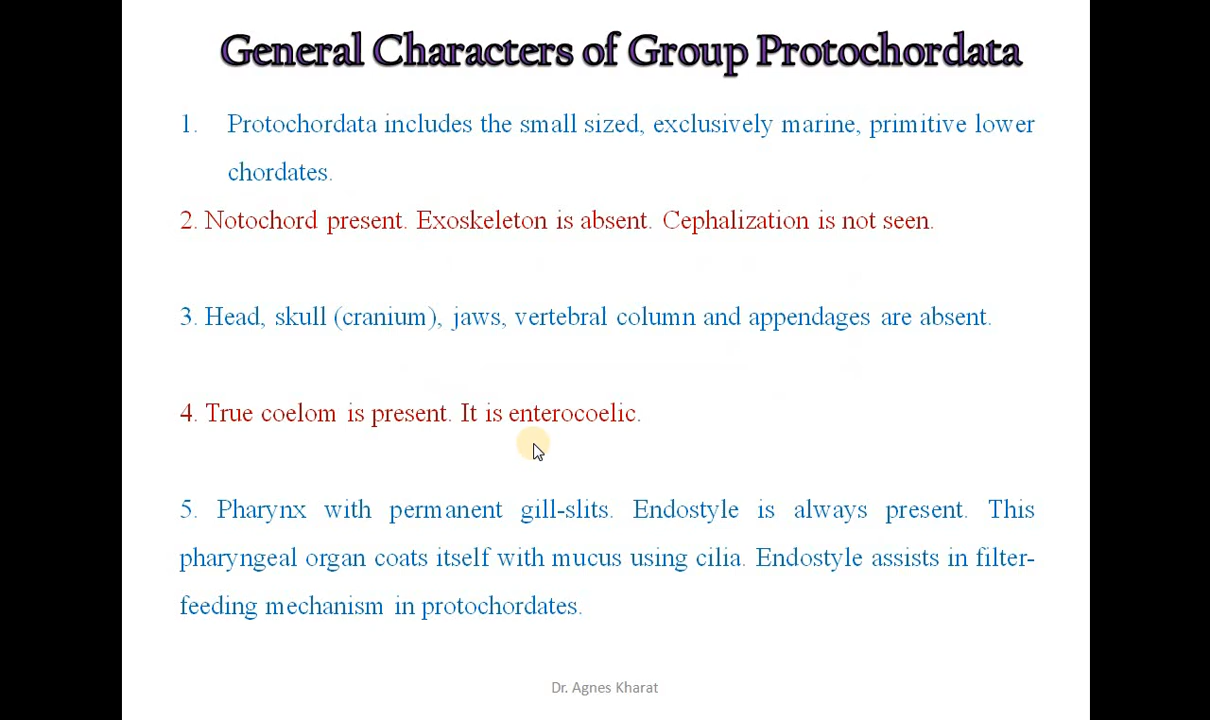 General Characters of Group Protochordata
1. Protochordata includes the small sized, exclusively marine, primitive lower
chordates.
2. Notochord present. Exoskeleton is absent. Cephalization is not seen.
3. Head, skull (cranium), jaws, vertebral column and appendages are absent.
4. True coelom is present. It is enterocoelic.
5. Pharynx with permanent gill-slits. Endostyle is always present. This
pharyngeal organ coats itself with mucus using cilia. Endostyle assists in filter-
feeding mechanism in protochordates.
Dr. Agnes Kharat